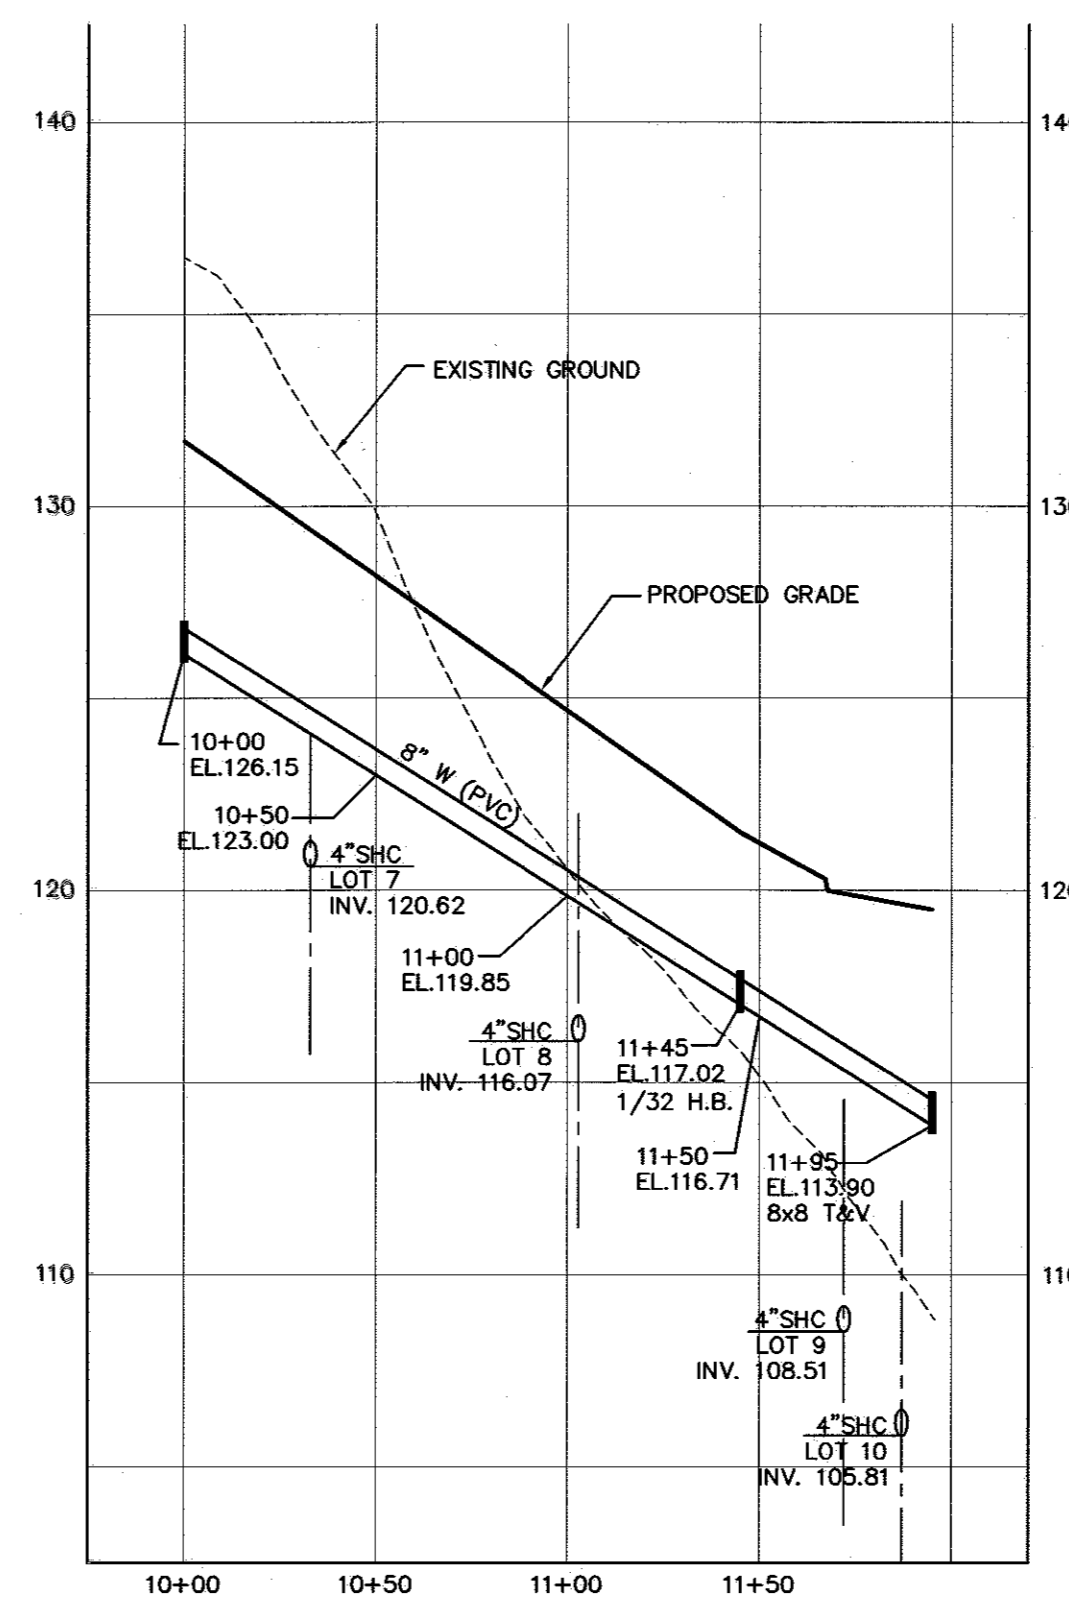 140
140
EXISTING GROUND
130
130
PROPOSED GRADE
8" W (PVC)
10+00
EL.126.15
10+50
EL.123.00
4"SHC
LOT 7
INV. 120.62
120
120
11+00
EL.119.85
4"SHC
LOT 8
INV. 116.07
11+45
EL.117.02
1/32 H.B.
11+50
EL.116.71
11+95
EL.113.90
8x8 T&V
110
110
4"SHC
LOT 9
INV. 108.51
4"SHC
LOT 10
INV. 105.81
10+00
10+50
11+00
11+50